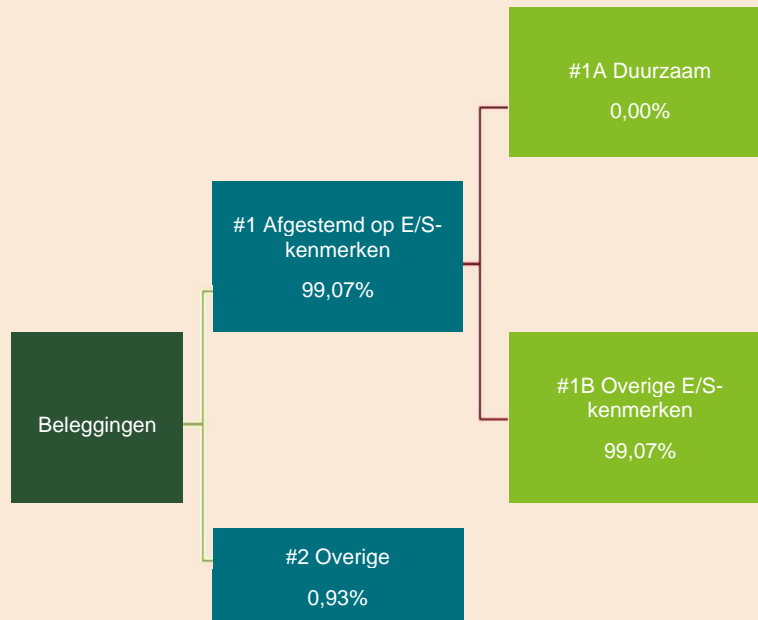 #1A Duurzaam
0,00%
#1 Afgestemd op E/S-
kenmerken
99,07%
Beleggingen
#1B Overige E/S-
kenmerken
99,07%
#2 Overige
0,93%